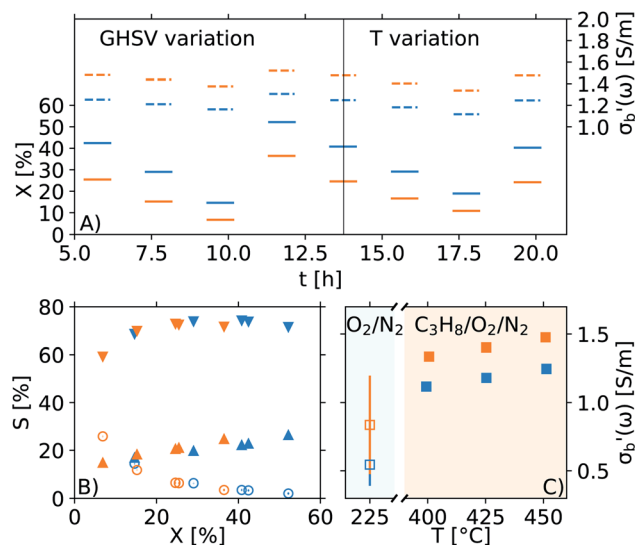 GHSV variation
T variation
X [%]
60
50
40
30
20
10
0
A)
2.0
1.8
1.6
1.4
1.2
1.0
σb'(ω) [S/m]
5.0 7.5 10.0 12.5 15.0 17.5 20.0
t [h]
S [%]
80
60
40
20
0
B)
0 20 40 60
X [%]
O2/N2
C3H8/O2/N2
1.5
1.0
0.5
σb'(ω) [S/m]
C)
225 400 425 450
T [°C]